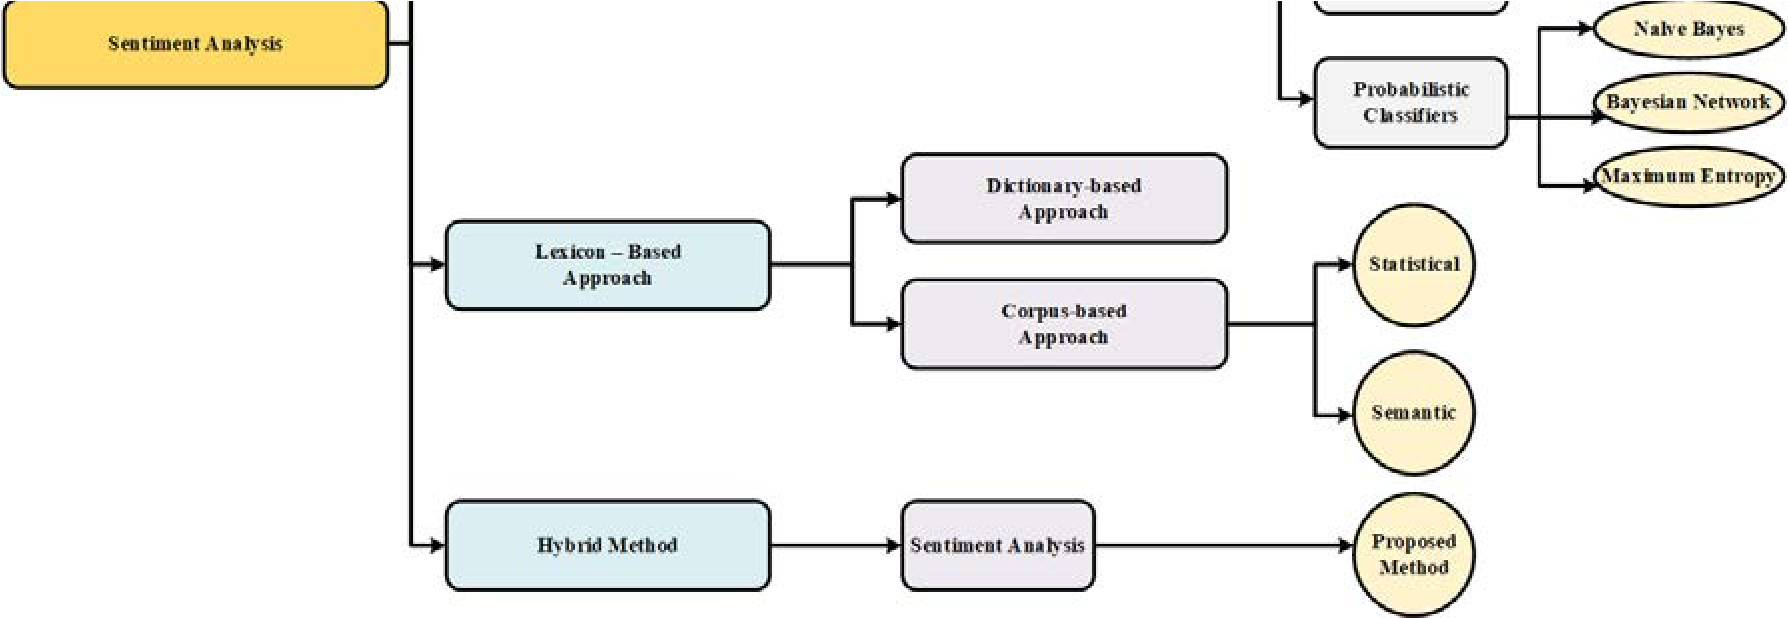 Sentiment Analysis
Nalve Bayes
Probabilistic
Classifiers
Bayesian Network
Maximum Entropy
Dictionary-based
Approach
Lexicon – Based
Approach
Corpus-based
Approach
Statistical
Semantic
Hybrid Method
Sentiment Analysis
Proposed
Method